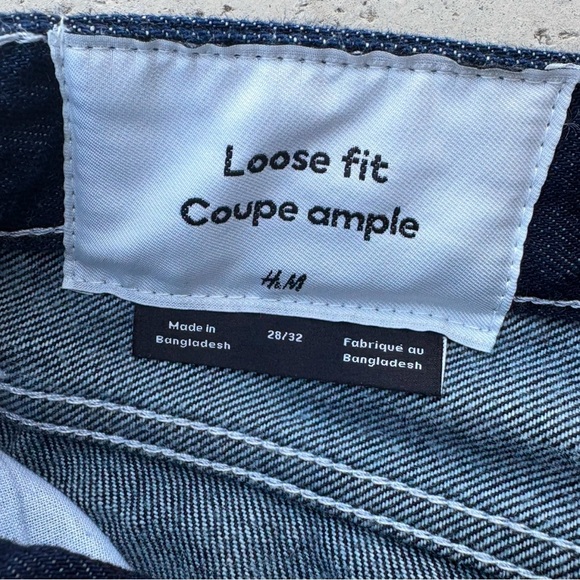 Loose fit
Coupe ample
H&M
Made in
Bangladesh
28/32
Fabriqué au
Bangladesh